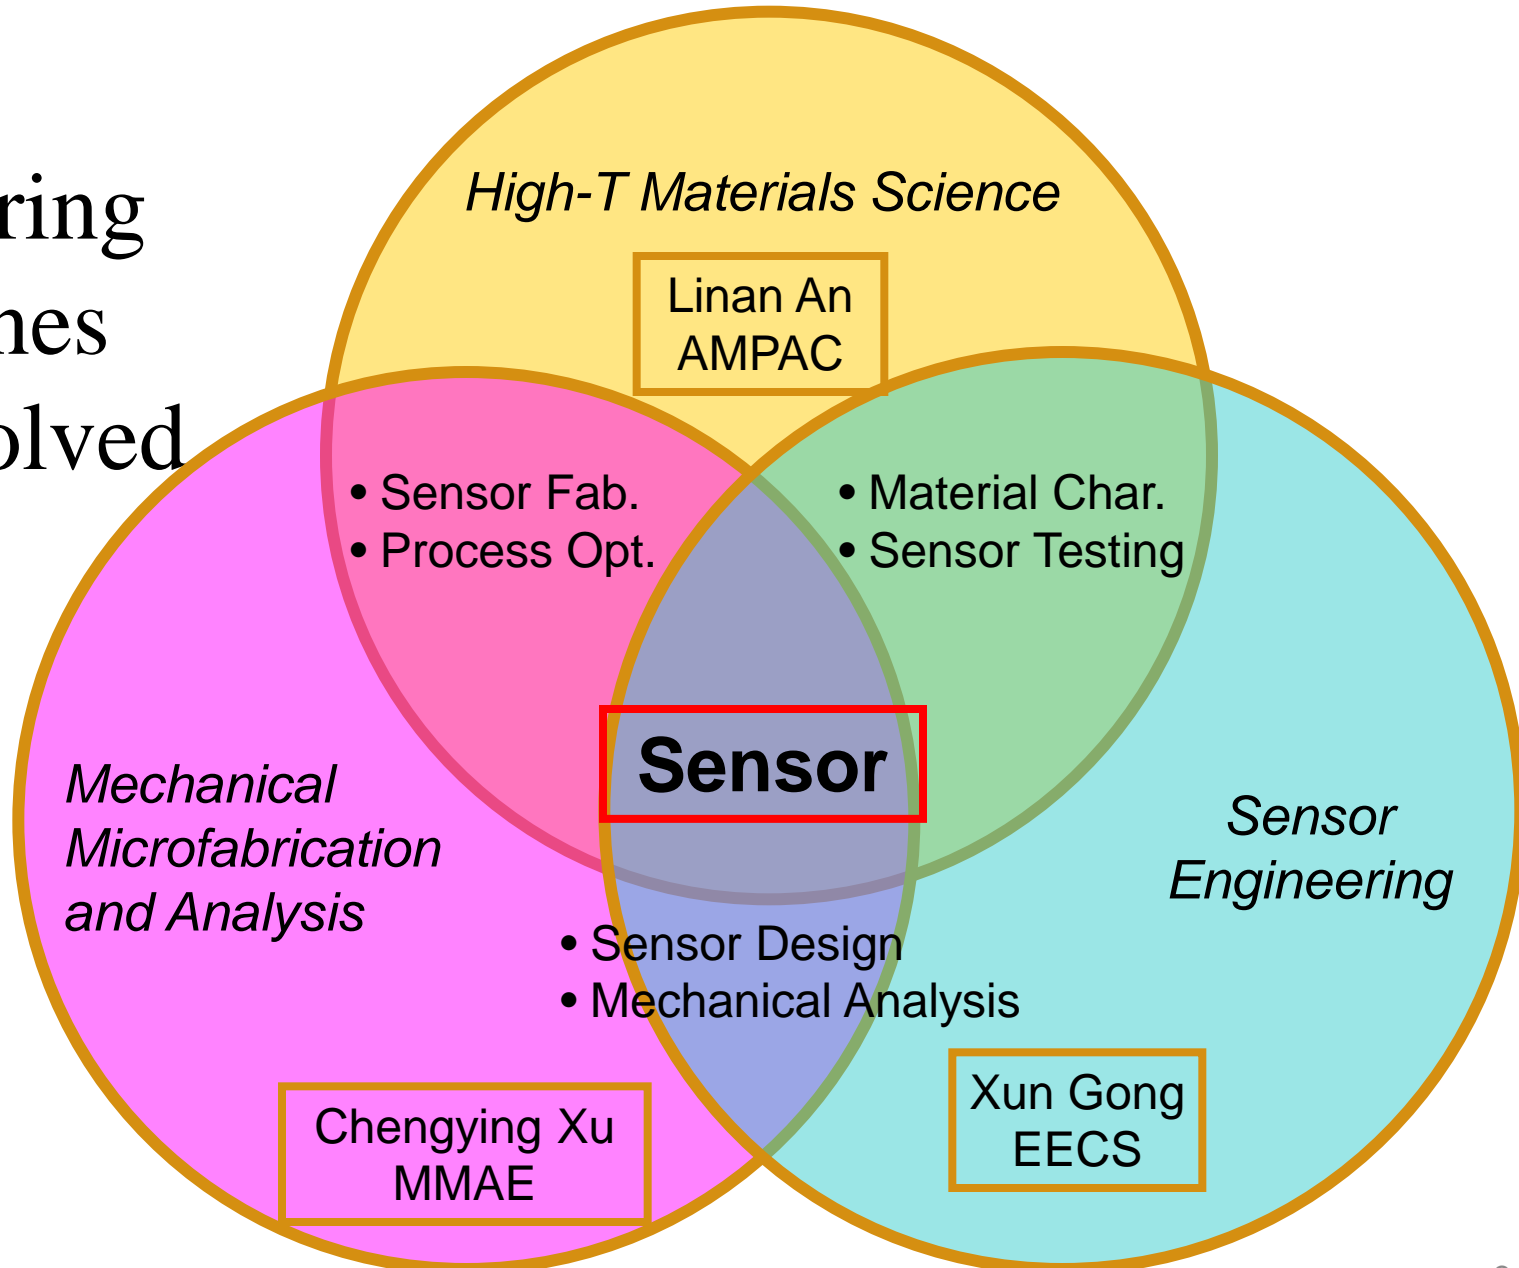 High-T Materials Science
ring
nes
olved
Linan An
AMPAC
• Sensor Fab.
• Process Opt.
• Material Char.
• Sensor Testing
Sensor
Mechanical
Microfabrication
and Analysis
Sensor
Engineering
• Sensor Design
• Mechanical Analysis
Chengying Xu
MMAE
Xun Gong
EECS